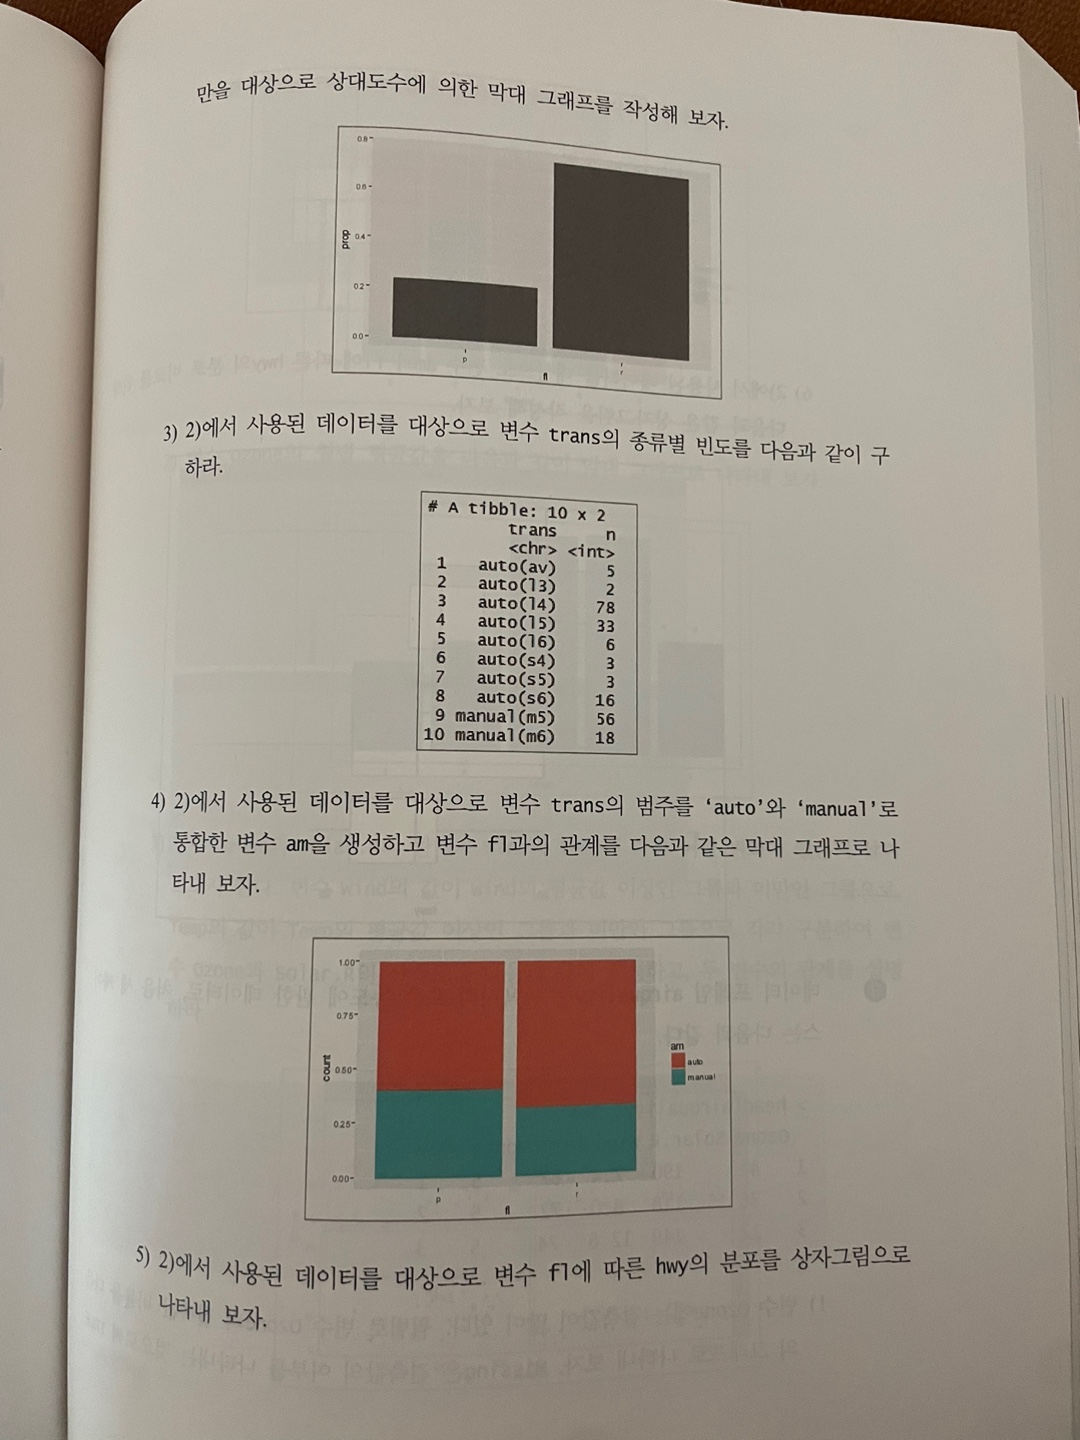 만을 대상으로 상대도수에 의한 막대 그래프를 작성해 보자.
0.8
0.6
0.4
0.2
0.0
prop
p
r
fl
3) 2)에서 사용된 데이터를 대상으로 변수 trans의 종류별 빈도를 다음과 같이 구
하라.
# A tibble: 10 x 2
trans n
<chr> <int>
1 auto(av) 5
2 auto(l3) 2
3 auto(l4) 78
4 auto(l5) 33
5 auto(l6) 6
6 auto(s4) 3
7 auto(s5) 3
8 auto(s6) 16
9 manual(m5) 56
10 manual(m6) 18
4) 2)에서 사용된 데이터를 대상으로 변수 trans의 범주를 ‘auto’와 ‘manual’로
통합한 변수 am을 생성하고 변수 fl과의 관계를 다음과 같은 막대 그래프로 나
타내 보자.
1.00
0.75
0.50
0.25
0.00
count
p
r
fl
am
auto
manual
5) 2)에서 사용된 데이터를 대상으로 변수 fl에 따른 hwy의 분포를 상자그림으로
나타내 보자.